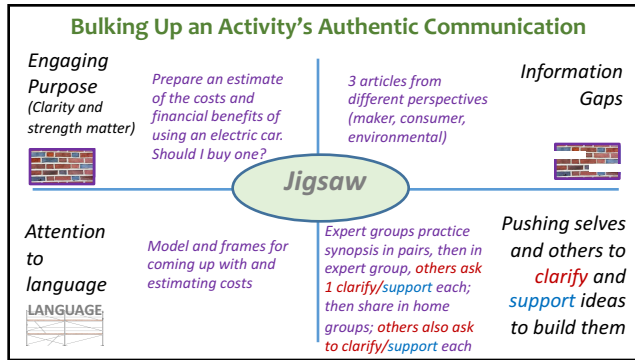 Bulking Up an Activity's Authentic Communication
Engaging
Purpose
(Clarity and
strength matter)
Prepare an estimate
of the costs and
financial benefits of
using an electric car.
Should I buy one?
3 articles from
different perspectives
(maker, consumer,
environmental)
Information
Gaps
Jigsaw
Attention
to
language
LANGUAGE
Model and frames for
coming up with and
estimating costs
Expert groups practice
synopsis in pairs, then in
expert group, others ask
1 clarify/support each;
then share in home
groups; others also ask
to clarify/support each
Pushing selves
and others to
clarify and
support ideas
to build them